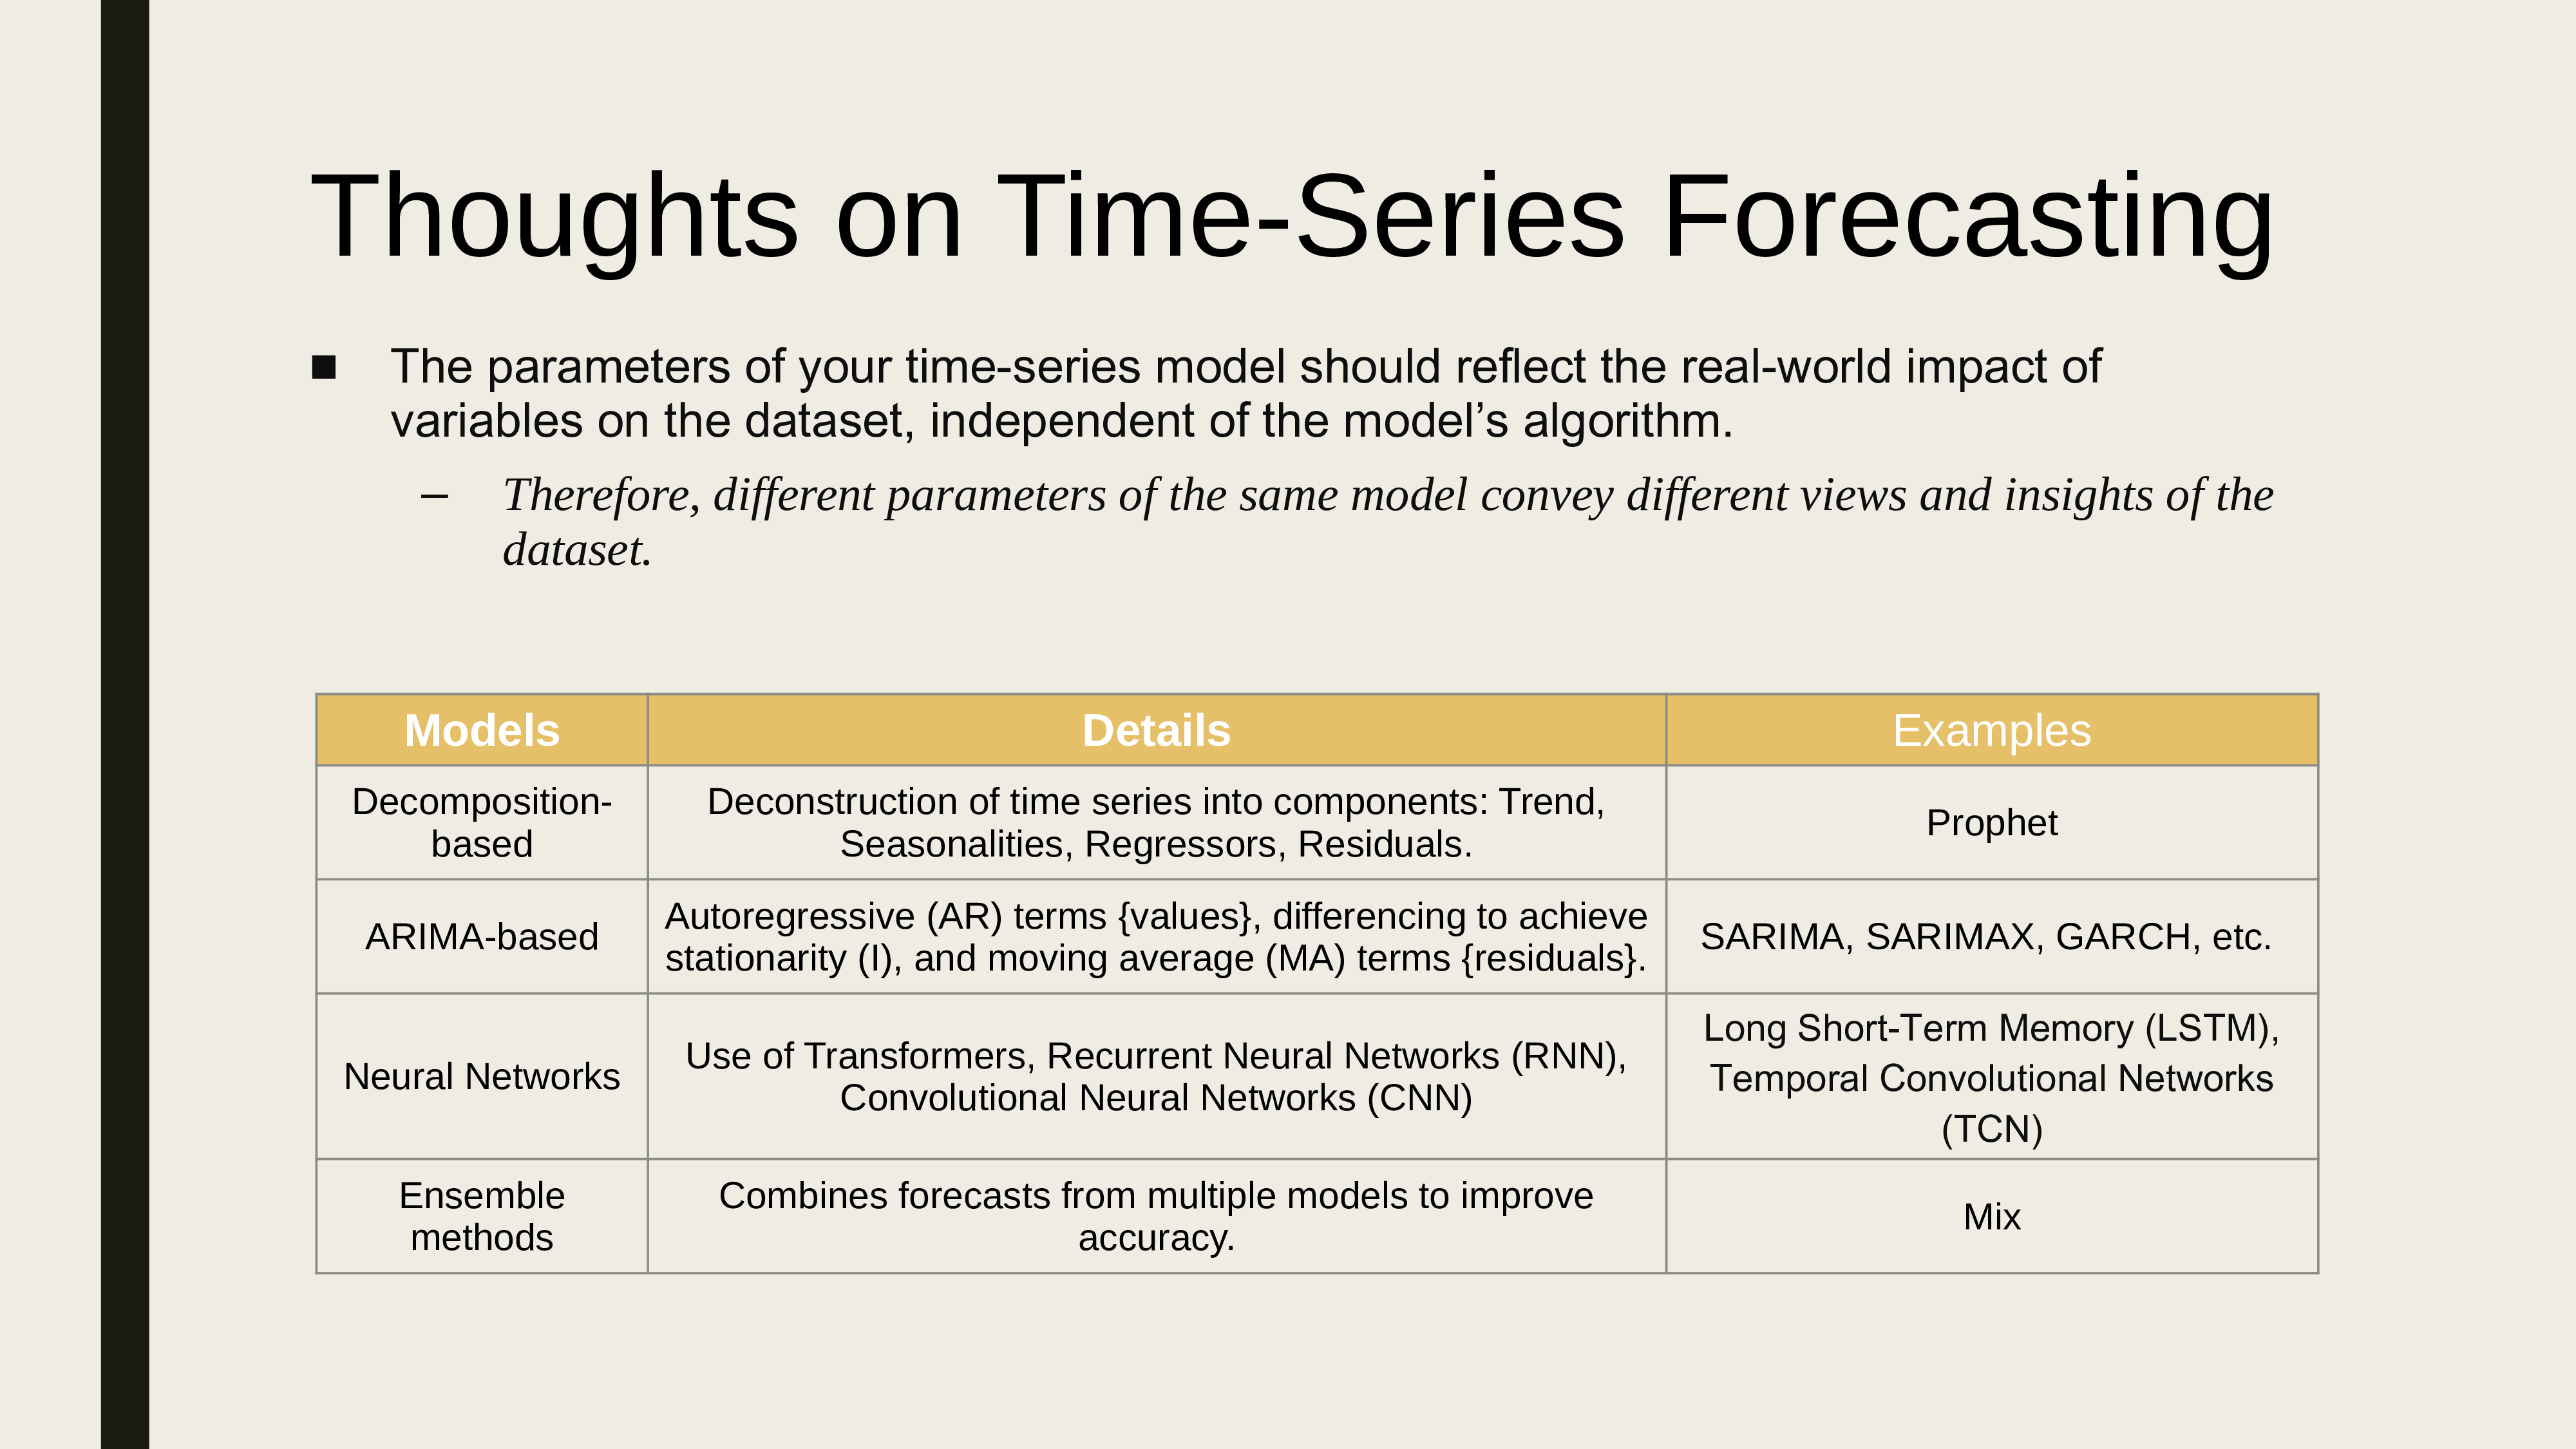 Thoughts on Time-Series Forecasting
■ The parameters of your time-series model should reflect the real-world impact of
variables on the dataset, independent of the model’s algorithm.
– Therefore, different parameters of the same model convey different views and insights of the
dataset.
Models Details Examples
Decomposition-
based
Deconstruction of time series into components: Trend,
Seasonalities, Regressors, Residuals.
Prophet
ARIMA-based
Autoregressive (AR) terms {values}, differencing to achieve
stationarity (I), and moving average (MA) terms {residuals}.
SARIMA, SARIMAX, GARCH, etc.
Neural Networks
Use of Transformers, Recurrent Neural Networks (RNN),
Convolutional Neural Networks (CNN)
Long Short-Term Memory (LSTM),
Temporal Convolutional Networks
(TCN)
Ensemble
methods
Combines forecasts from multiple models to improve
accuracy.
Mix